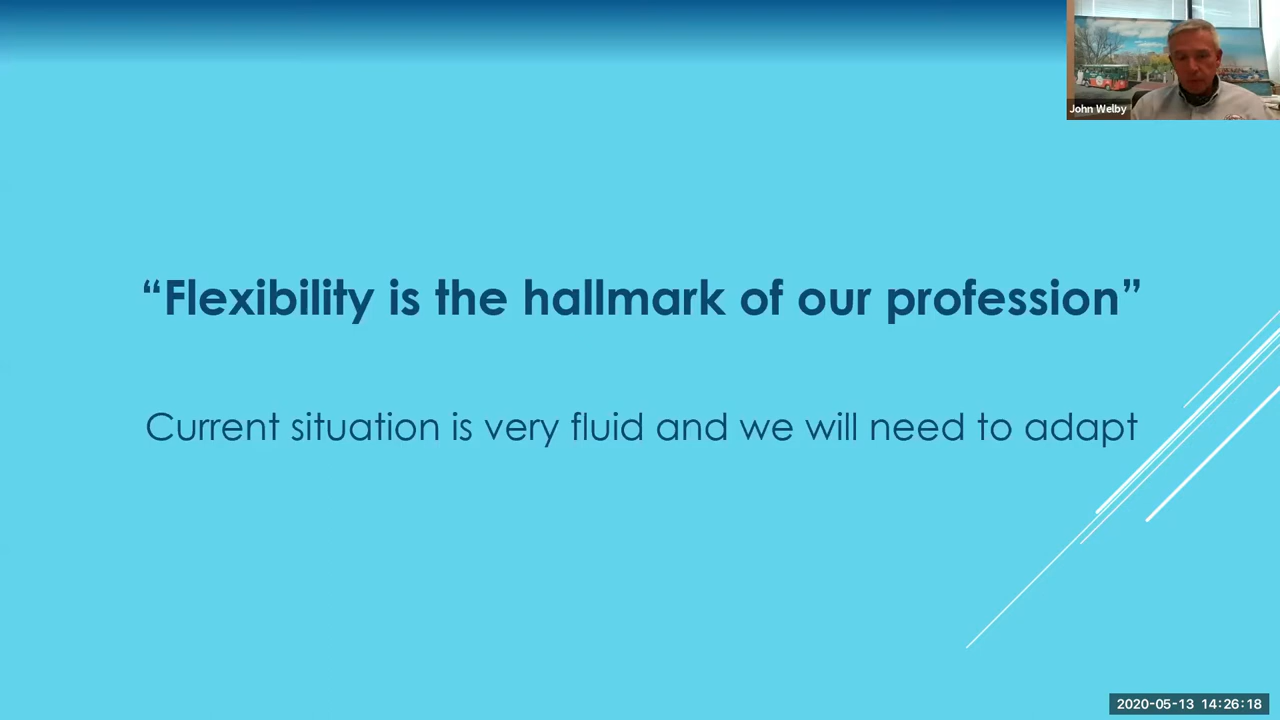 John Welby
“Flexibility is the hallmark of our profession”
Current situation is very fluid and we will need to adapt
2020-05-13 14:26:18